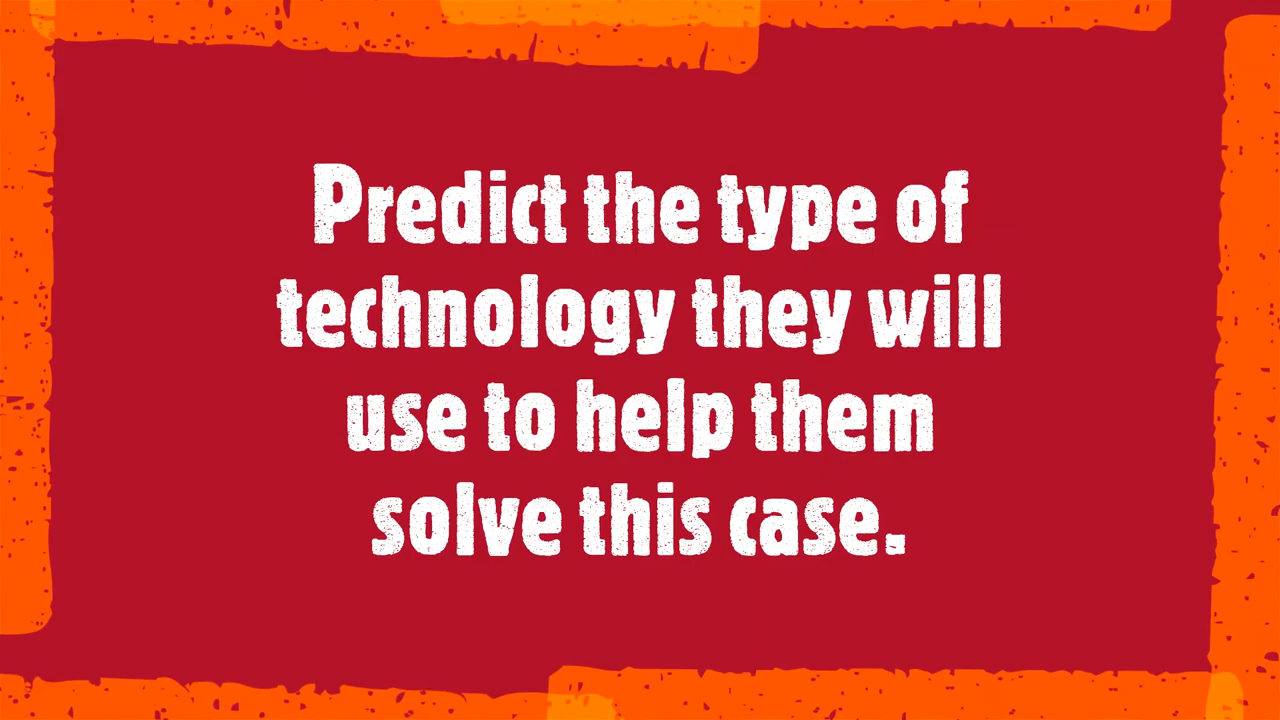 Predict the type of
technology they will
use to help them
solve this case.